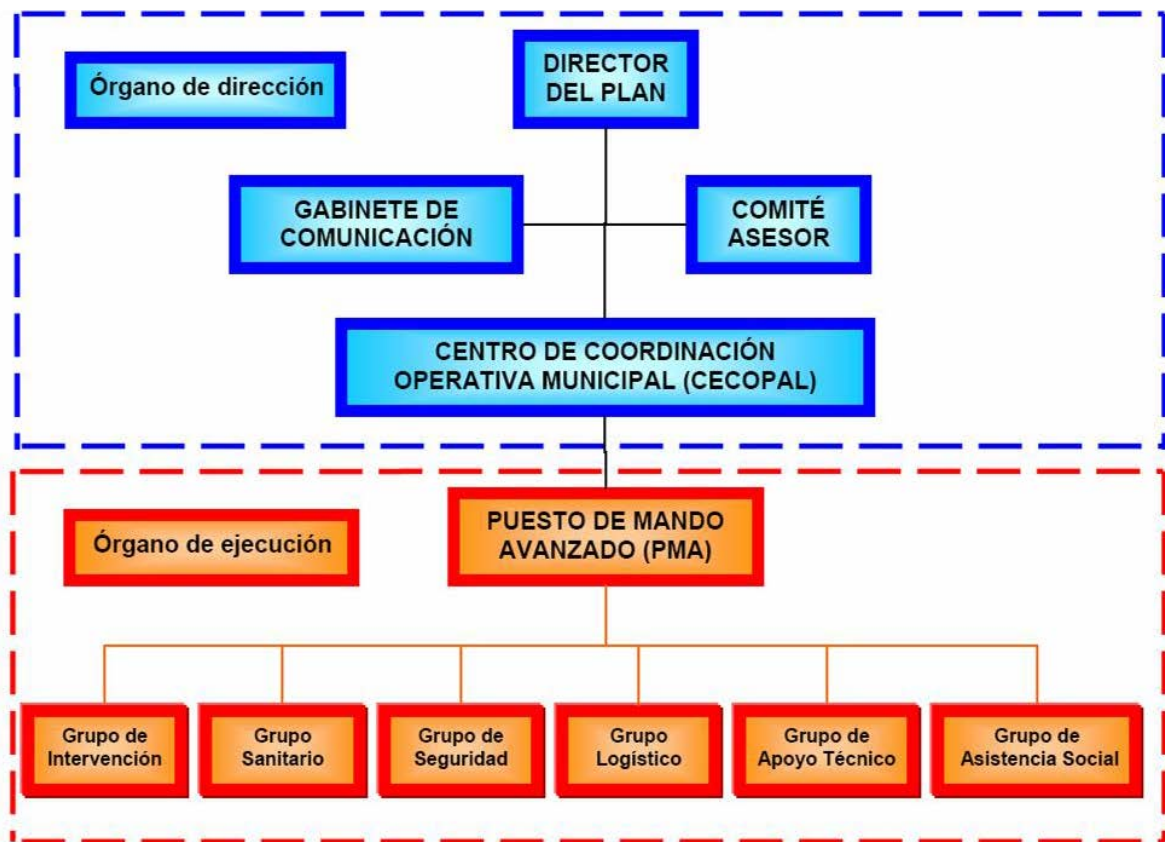 Órgano de dirección
DIRECTOR
DEL PLAN
GABINETE DE
COMUNICACIÓN
COMITÉ
ASESOR
CENTRO DE COORDINACIÓN
OPERATIVA MUNICIPAL (CECOPAL)
Órgano de ejecución
PUESTO DE MANDO
AVANZADO (PMA)
Grupo de
Intervención
Grupo
Sanitario
Grupo de
Seguridad
Grupo
Logístico
Grupo de
Apoyo Técnico
Grupo de
Asistencia Social